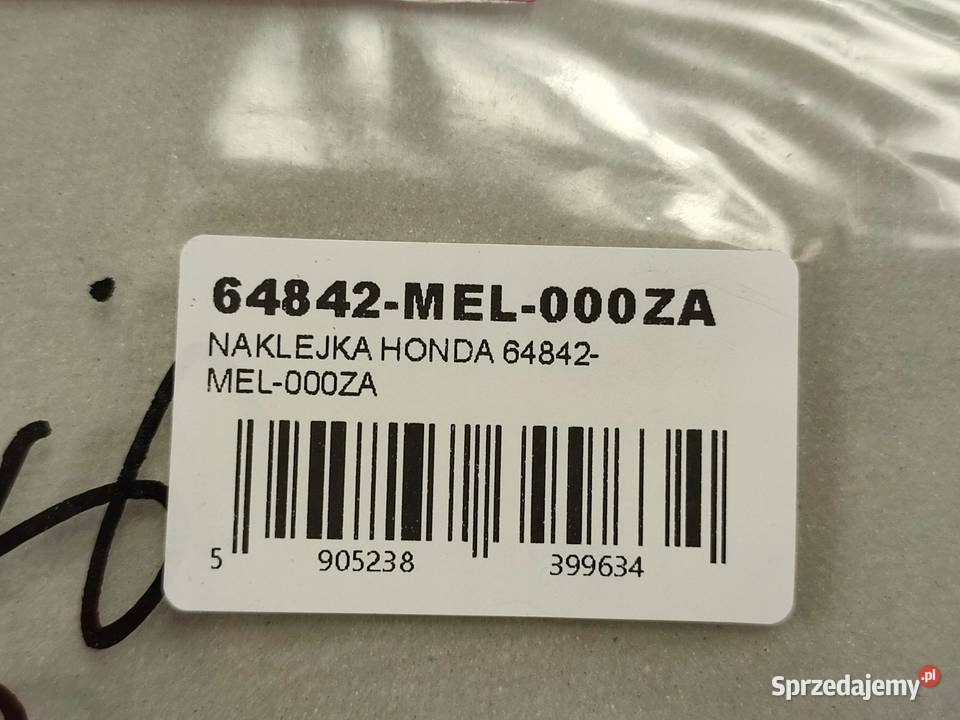 64842-MEL-000ZA
NAKLEJKA HONDA 64842-
MEL-000ZA
5 905238 399634
Sprzedajemy.pl